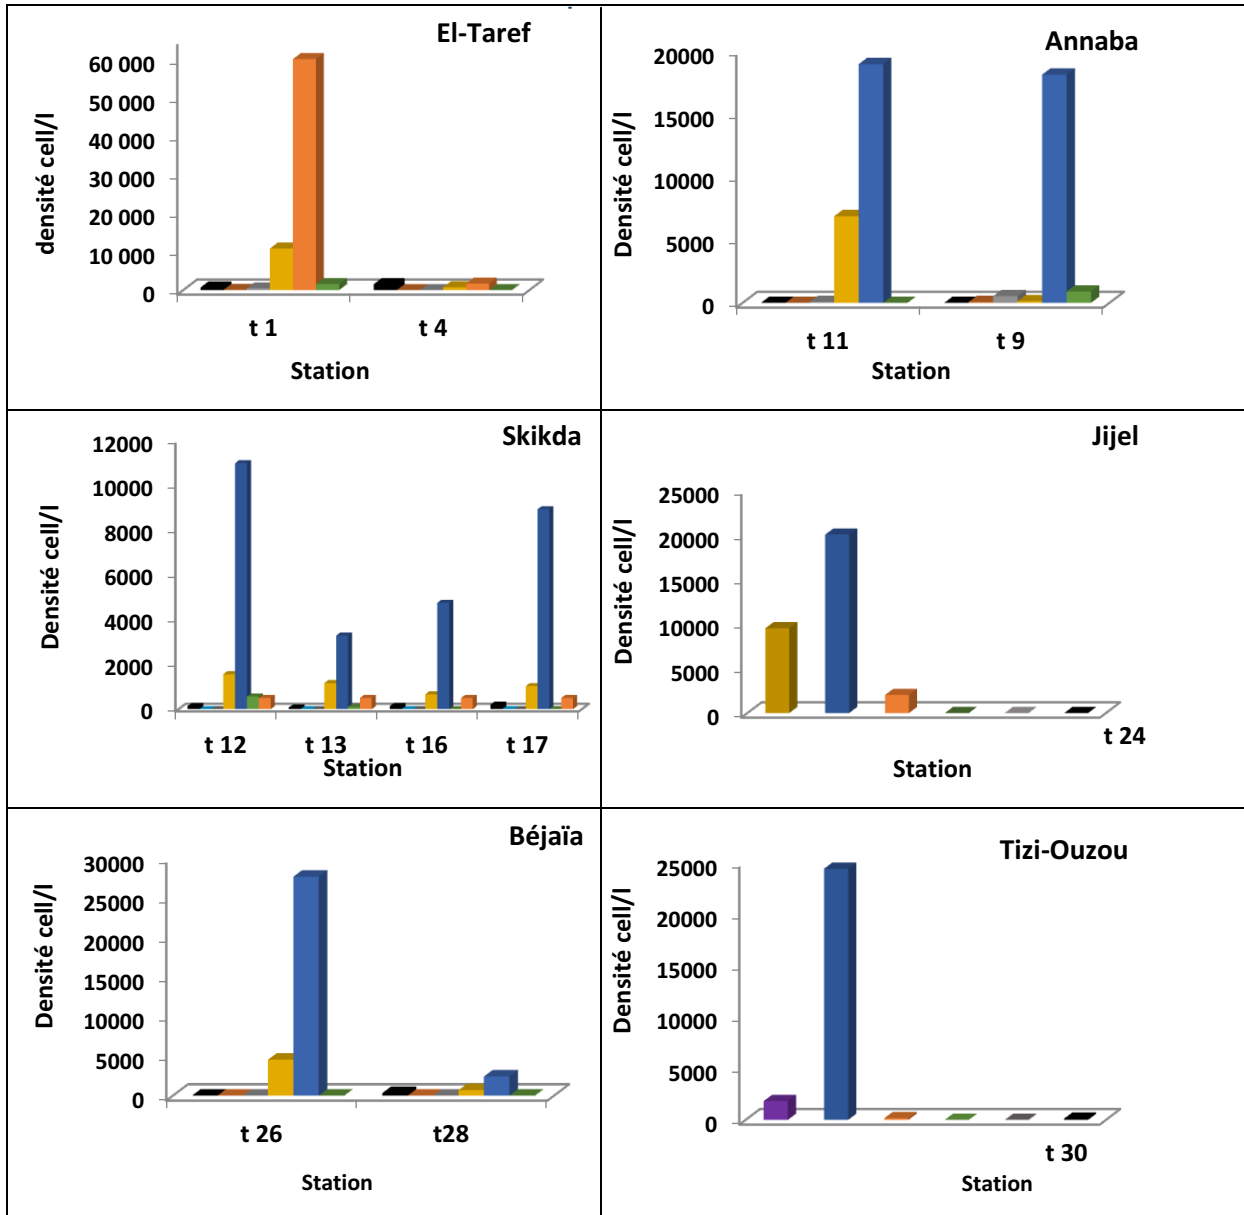 El-Taref
60 000
50 000
40 000
30 000
20 000
10 000
0
densité cell/l
t 1 t 4
Station
Annaba
20000
15000
10000
5000
0
Densité cell/l
t 11 t 9
Station
Skikda
12000
10000
8000
6000
4000
2000
0
Densité cell/l
t 12 t 13 t 16 t 17
Station
Jijel
25000
20000
15000
10000
5000
0
Densité cell/l
t 24
Station
Béjaïa
30000
25000
20000
15000
10000
5000
0
Densité cell/l
t 26 t28
Station
Tizi-Ouzou
25000
20000
15000
10000
5000
0
Densité cell/l
t 30
Station